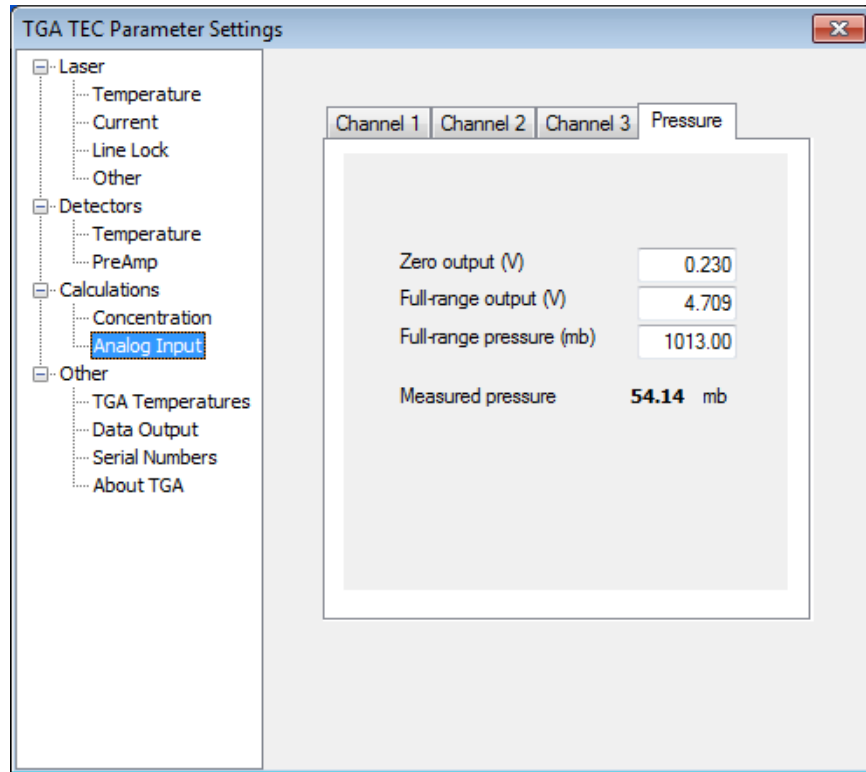 TGA TEC Parameter Settings
Laser
Temperature
Current
Line Lock
Other
Detectors
Temperature
PreAmp
Calculations
Concentration
Analog Input
Other
TGA Temperatures
Data Output
Serial Numbers
About TGA
Channel 1 Channel 2 Channel 3 Pressure
Zero output (V) 0.230
Full-range output (V) 4.709
Full-range pressure (mb) 1013.00
Measured pressure 54.14 mb